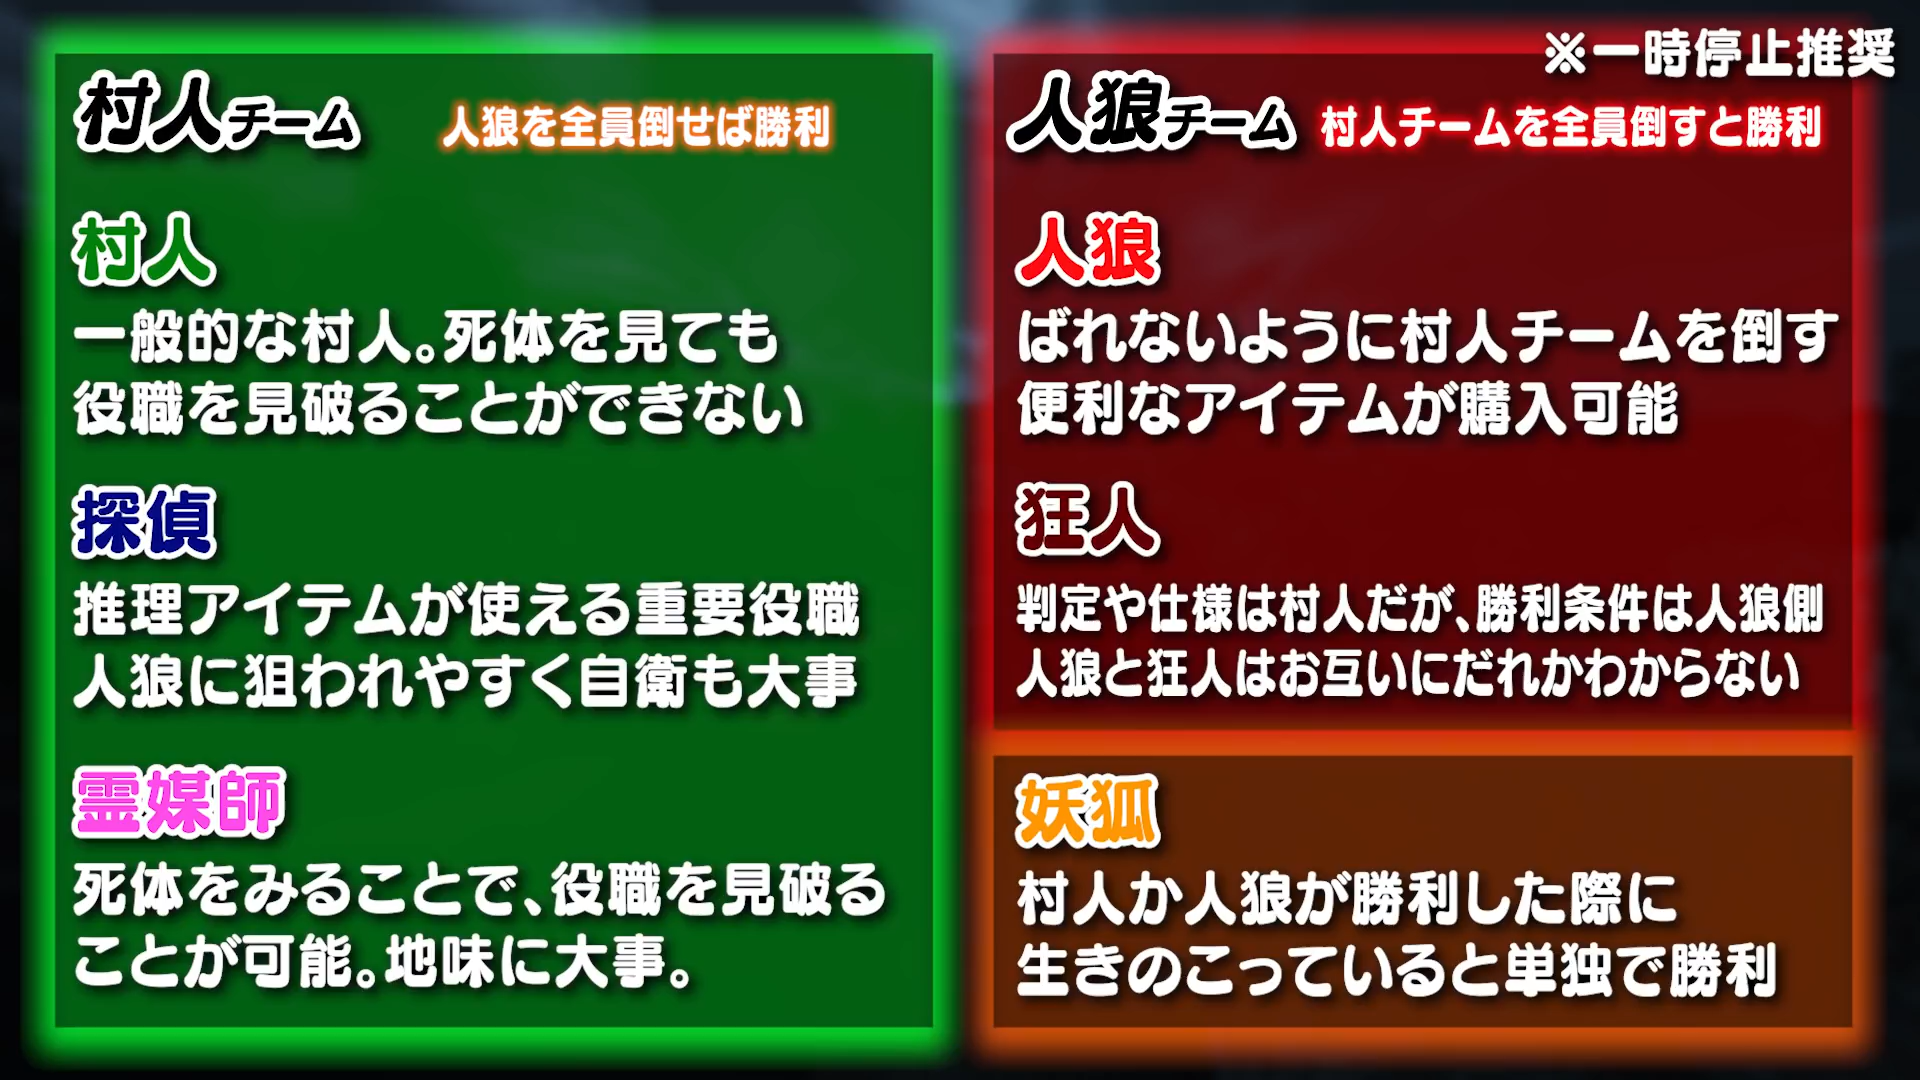 ※一時停止推奨
村人チーム 人狼を全員倒せば勝利
村人
一般的な村人。死体を見ても
役職を見破ることができない
探偵
推理アイテムが使える重要役職
人狼に狙われやすく自衛も大事
霊媒師
死体をみることで、役職を見破る
ことが可能。地味に大事。
人狼チーム 村人チームを全員倒すと勝利
人狼
ばれないように村人チームを倒す
便利なアイテムが購入可能
狂人
判定や仕様は村人だが、勝利条件は人狼側
人狼と狂人はお互いにだれかわからない
妖狐
村人か人狼が勝利した際に
生きのこっていると単独で勝利